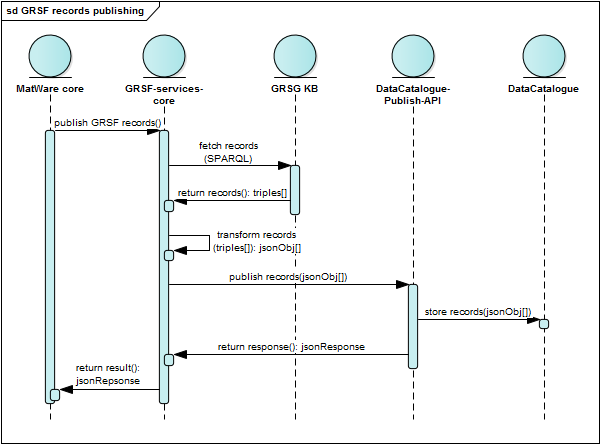 sd GRSF records publishing
MatWare core
GRSF-services-
core
GRSG KB
DataCatalogue-
Publish-API
DataCatalogue
publish GRSF records()
fetch records
(SPARQL)
return records(): triples[]
transform records
(triples[]): jsonObj[]
publish records(jsonObj[])
store records(jsonObj[])
return response(): jsonResponse
return result():
jsonRepsonse